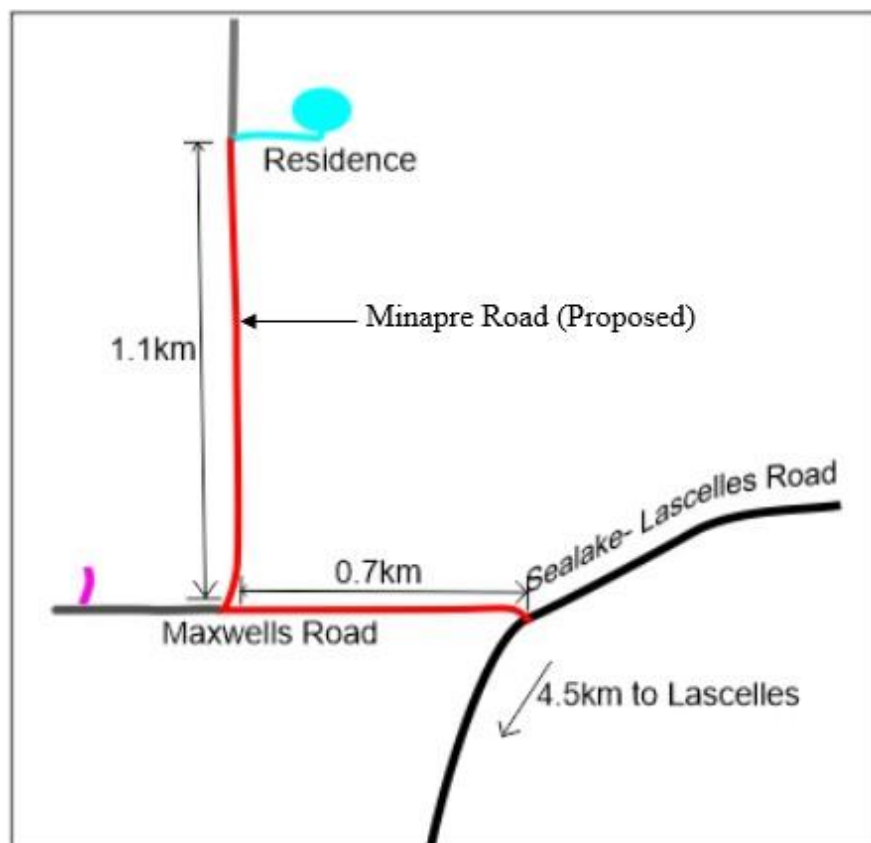 Residence
Minapre Road (Proposed)
1.1km
Sealake- Lascelles Road
0.7km
Maxwells Road
4.5km to Lascelles